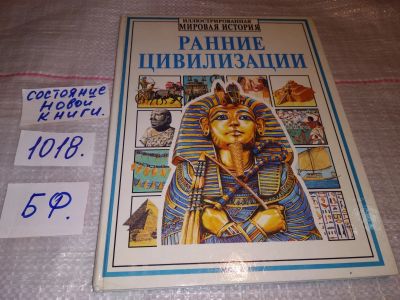 ИЛЛЮСТРИРОВАННАЯ
МИРОВАЯ ИСТОРИЯ
РАННИЕ
ЦИВИЛИЗАЦИИ
СОСТОЯНИЕ
НОВОЙ
КНИГИ.
1018.
БФ.